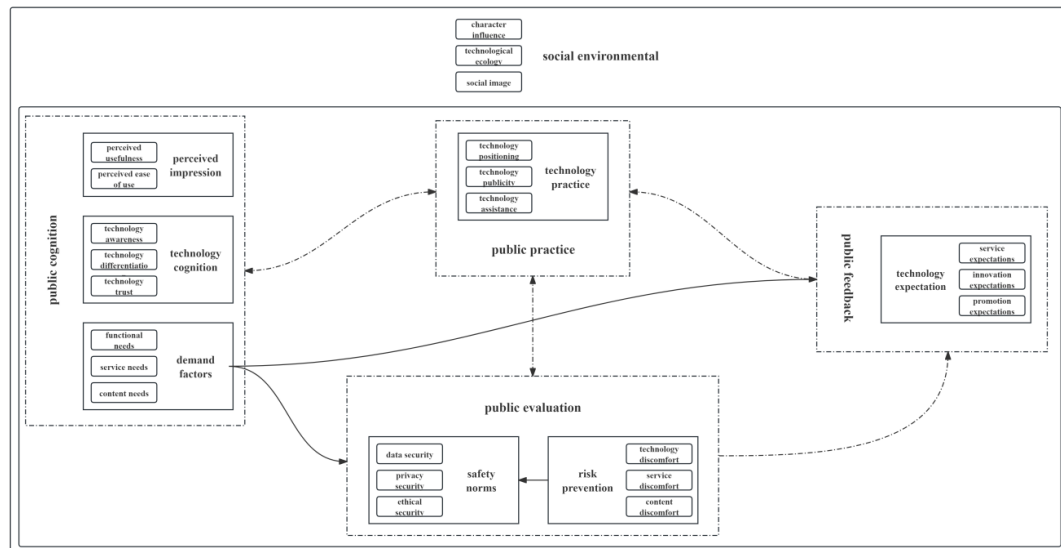 character
influence
technological
ecology
social image
social environmental
public cognition
perceived
usefulness
perceived ease
of use
perceived
impression
technology
awareness
technology
differentiatio
technology
trust
technology
cognition
functional
needs
service needs
content needs
demand
factors
technology
positioning
technology
publicity
technology
assistance
technology
practice
public practice
public evaluation
data security
privacy
security
ethical
security
safety
norms
risk
prevention
technology
discomfort
service
discomfort
content
discomfort
public feedback
technology
expectation
service
expectations
innovation
expectations
promotion
expectations